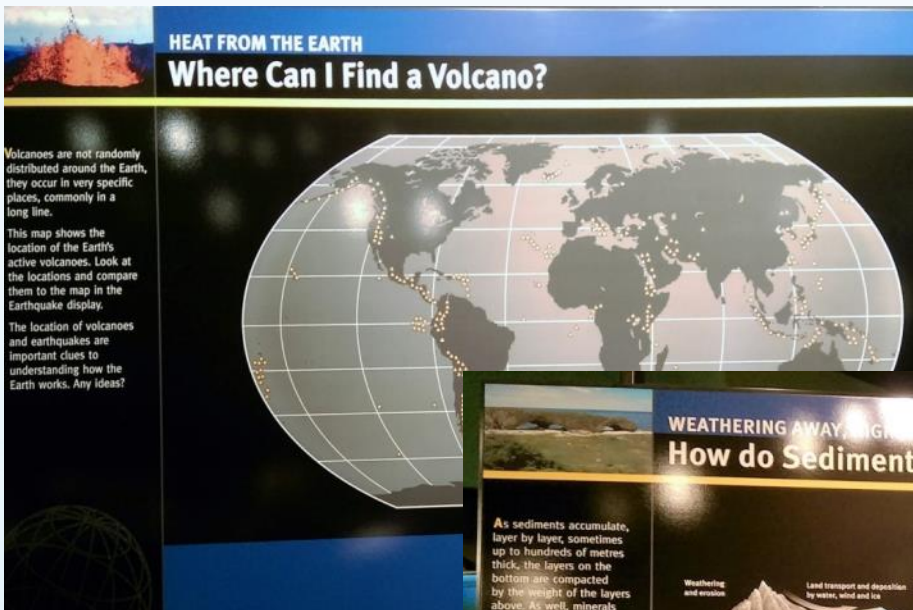 HEAT FROM THE EARTH
Where Can I Find a Volcano?
Volcanoes are not randomly
distributed around the Earth,
they occur in very specific
places, commonly in a
long line.
This map shows the
location of the Earth's
active volcanoes. Look at
the locations and compare
them to the map in the
Earthquake display.
The location of volcanoes
and earthquakes are
important clues to
understanding how the
Earth works. Any ideas?
WEATHERING AWAY,
How do Sediment
As sediments accumulate,
layer by layer, sometimes
up to hundreds of metres
thick, the layers on the
bottom are compacted
by the weight of the layers
above. As well, minerals
Weathering
and erosion
Land transport and deposition
by water, wind and ice